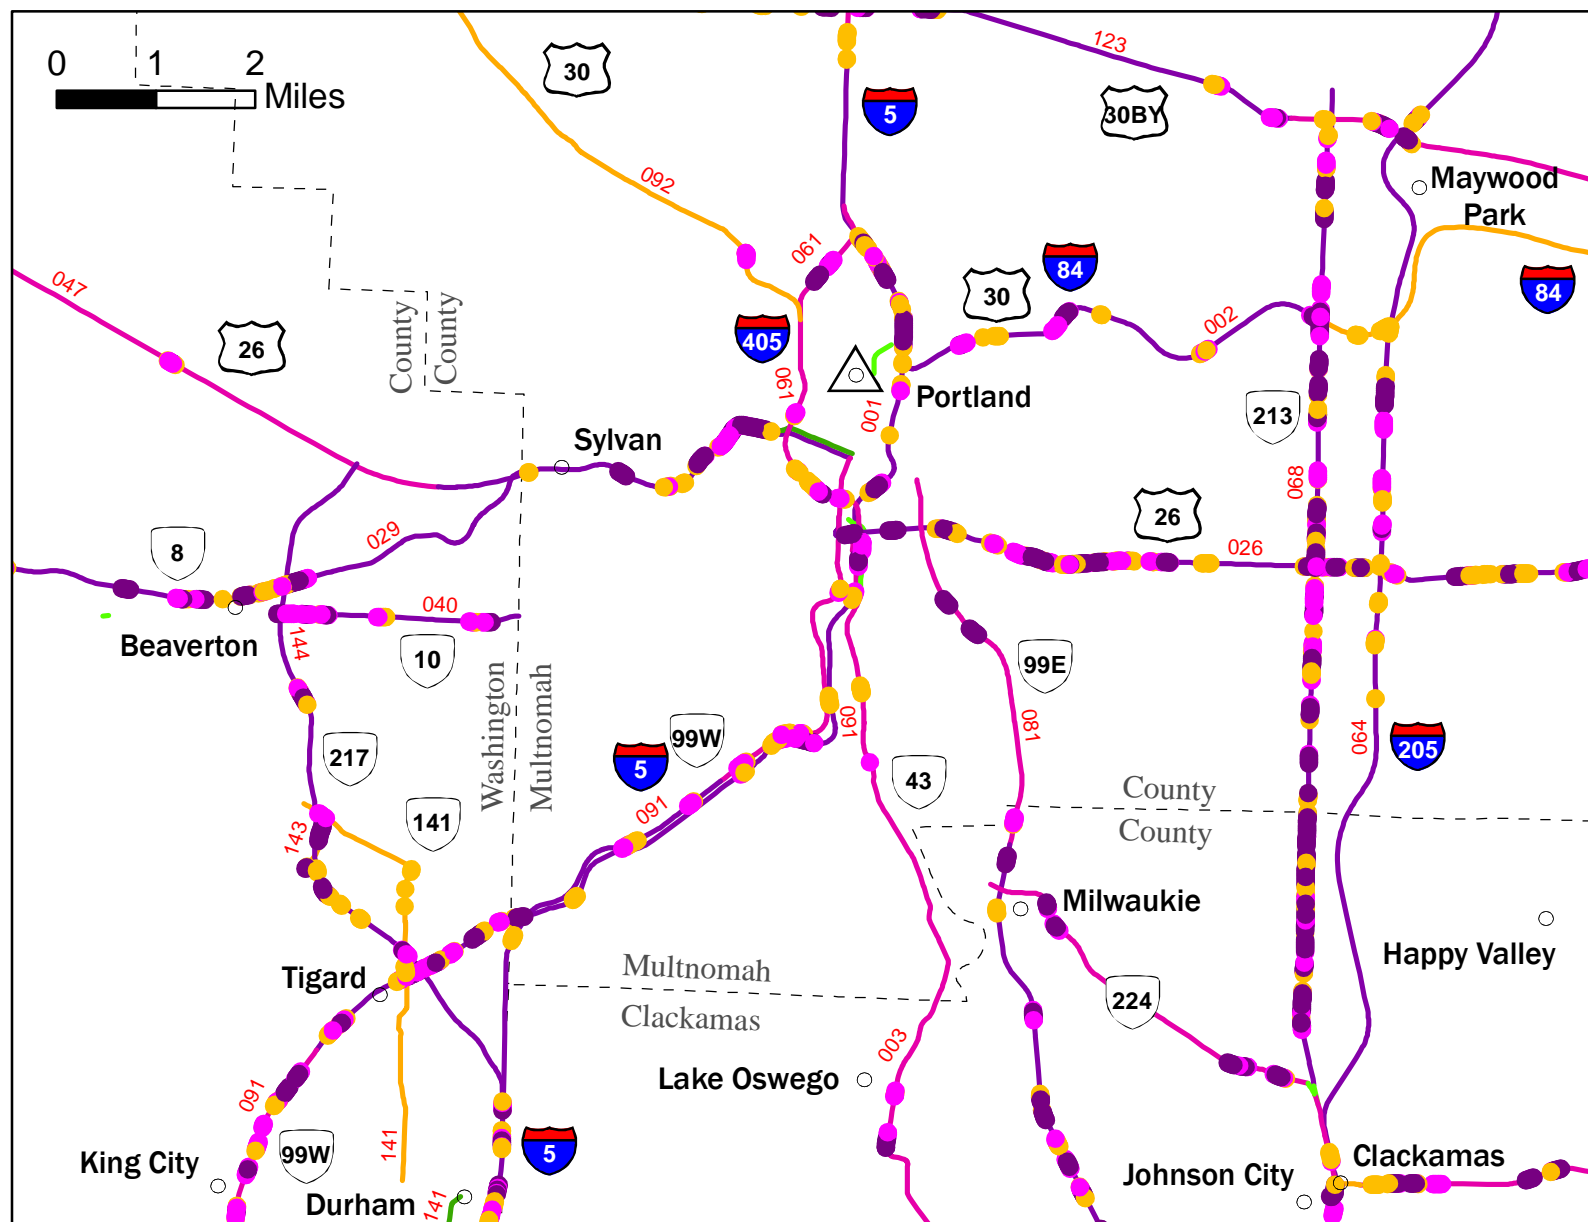 0 1 2
Miles
30
5
123
30BY
092
Maywood
Park
061
84
047
30
84
26
405
002
County
County
061
001
Portland
213
Sylvan
068
26
8
029
026
040
Beaverton
144
10
99E
Washington
Multnomah
99W
091
081
064
217
5
205
43
County
County
141
143
091
Milwaukie
Happy Valley
Tigard
Multnomah
224
Clackamas
003
Lake Oswego
091
99W
141
5
King City
Clackamas
Johnson City
Durham
141